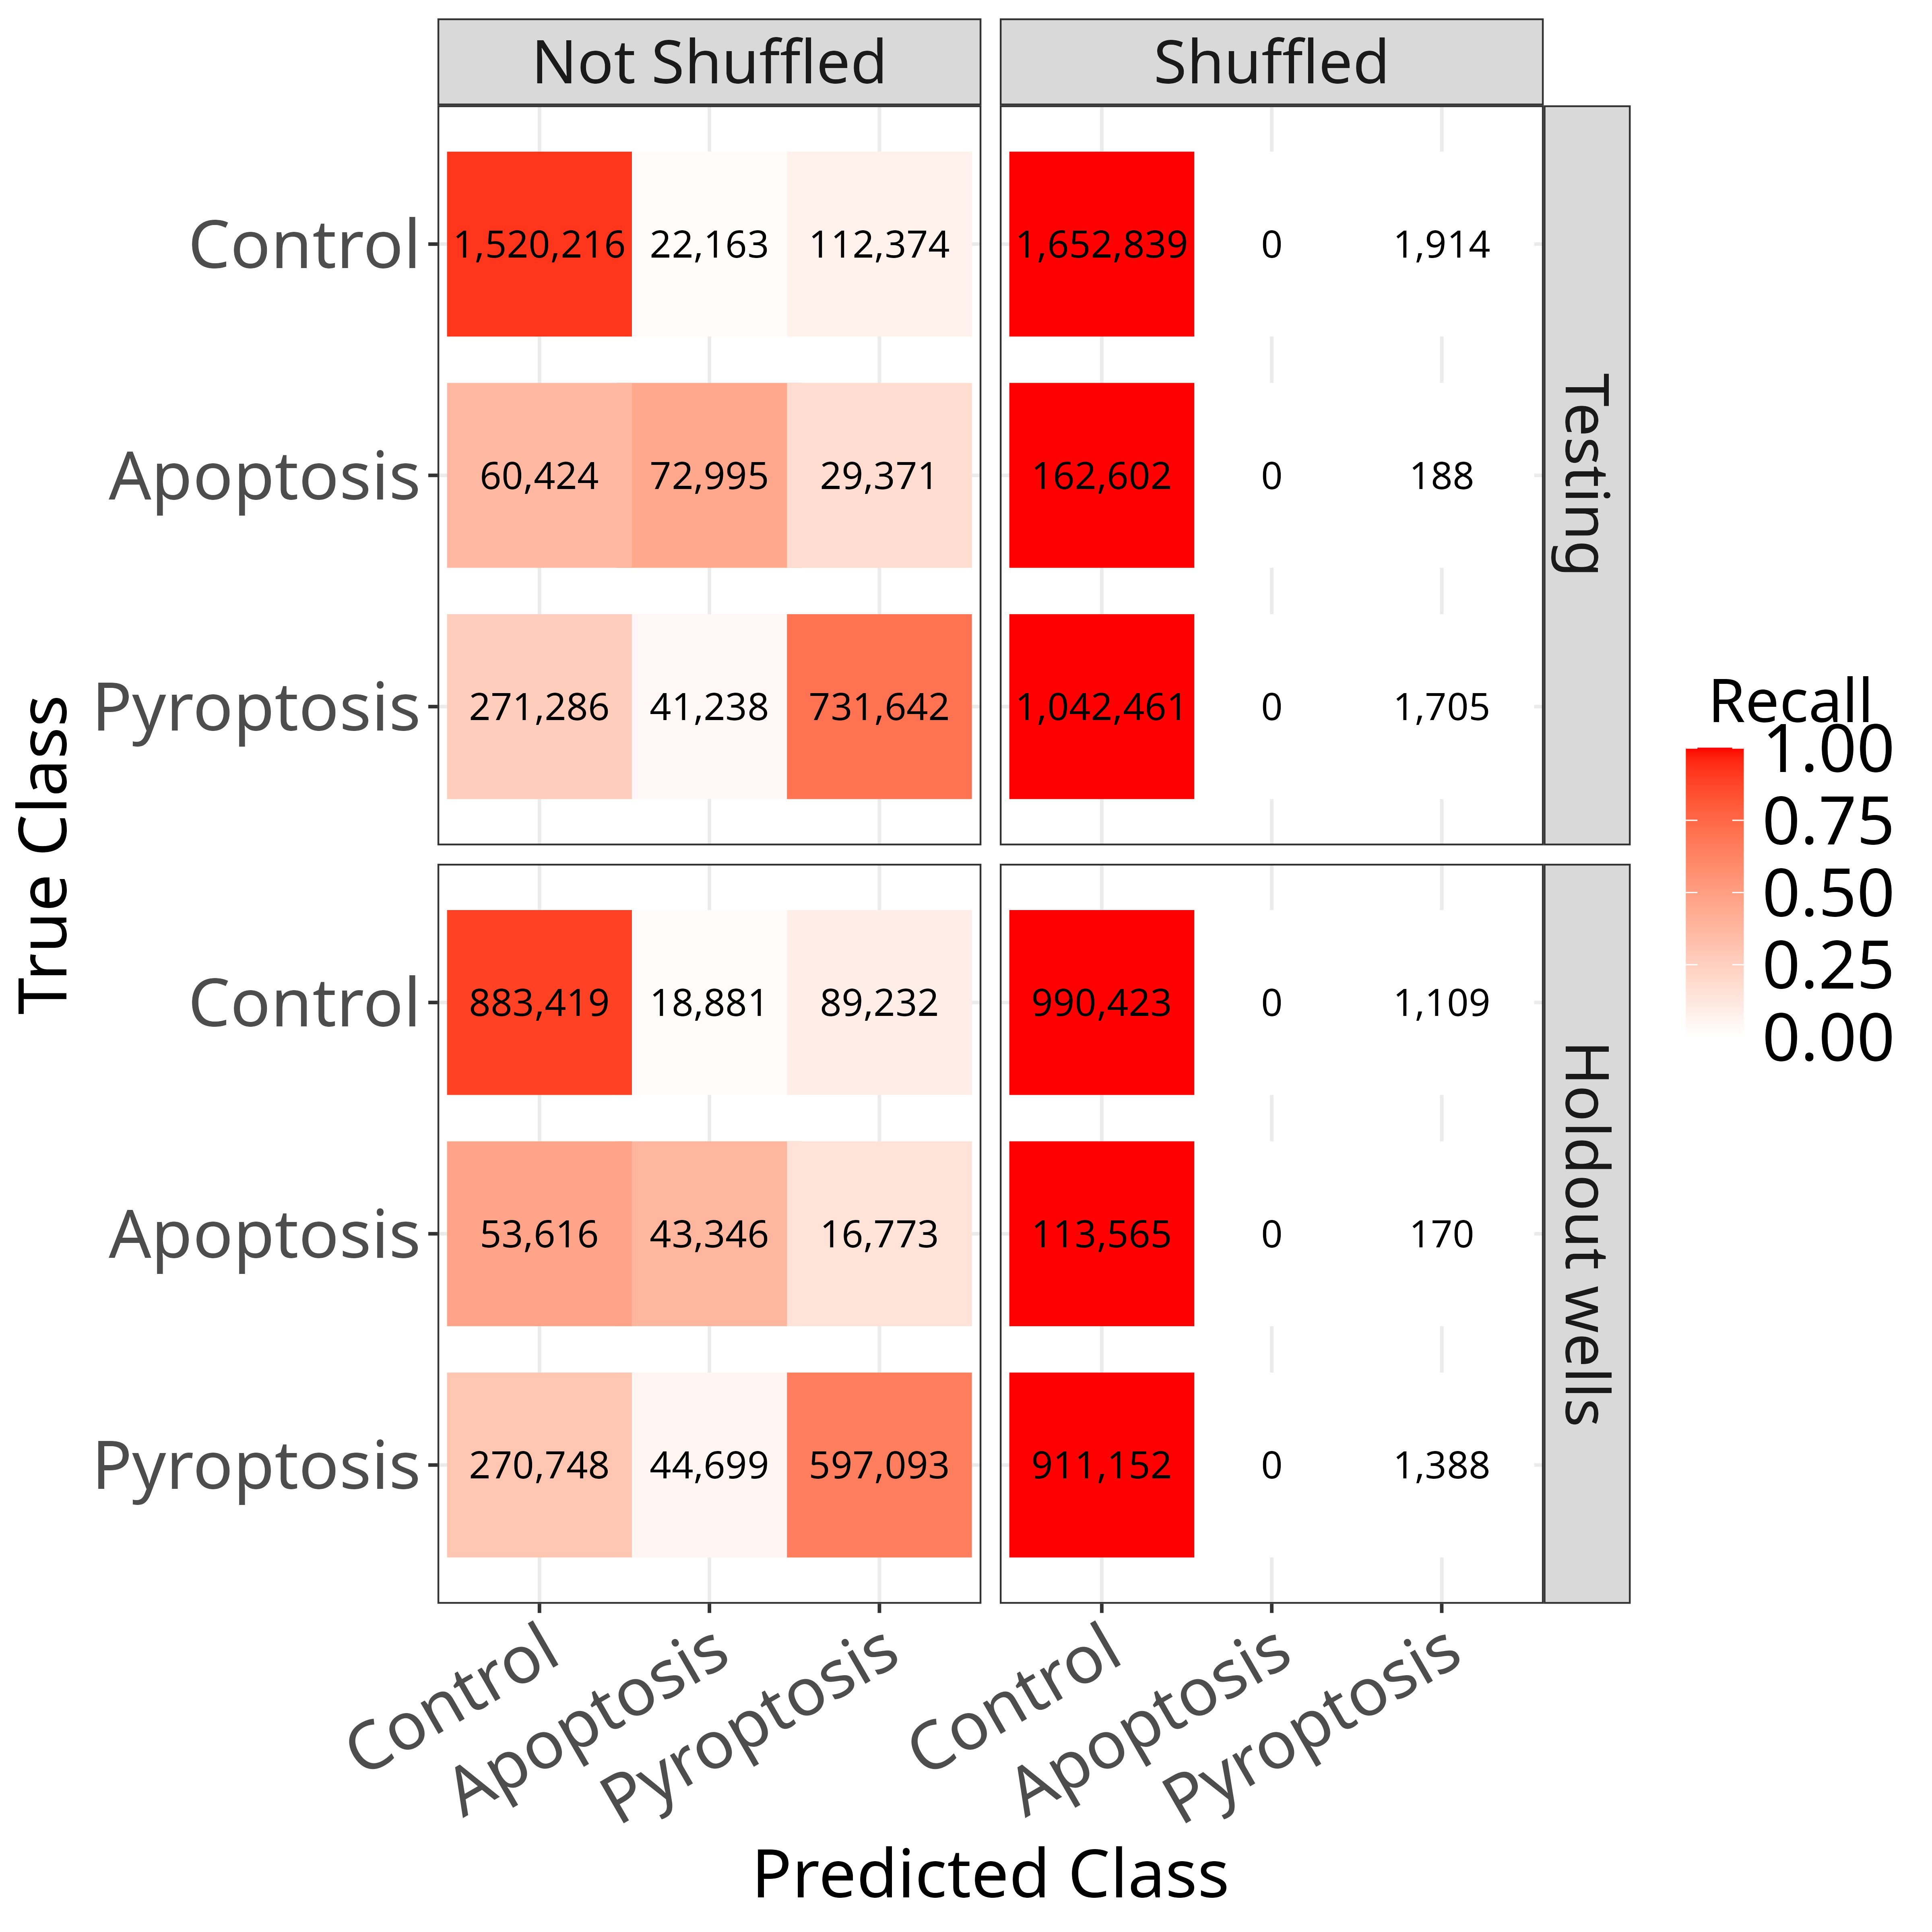 Not Shuffled
Shuffled
Control
1,520,216 22,163 112,374
1,652,839 0 1,914
Apoptosis
60,424 72,995 29,371
162,602 0 188
Pyroptosis
271,286 41,238 731,642
1,042,461 0 1,705
Testing
Control
883,419 18,881 89,232
990,423 0 1,109
Apoptosis
53,616 43,346 16,773
113,565 0 170
Pyroptosis
270,748 44,699 597,093
911,152 0 1,388
Holdout wells
True Class
Control
Apoptosis
Pyroptosis
Control
Apoptosis
Pyroptosis
Predicted Class
Recall
1.00
0.75
0.50
0.25
0.00